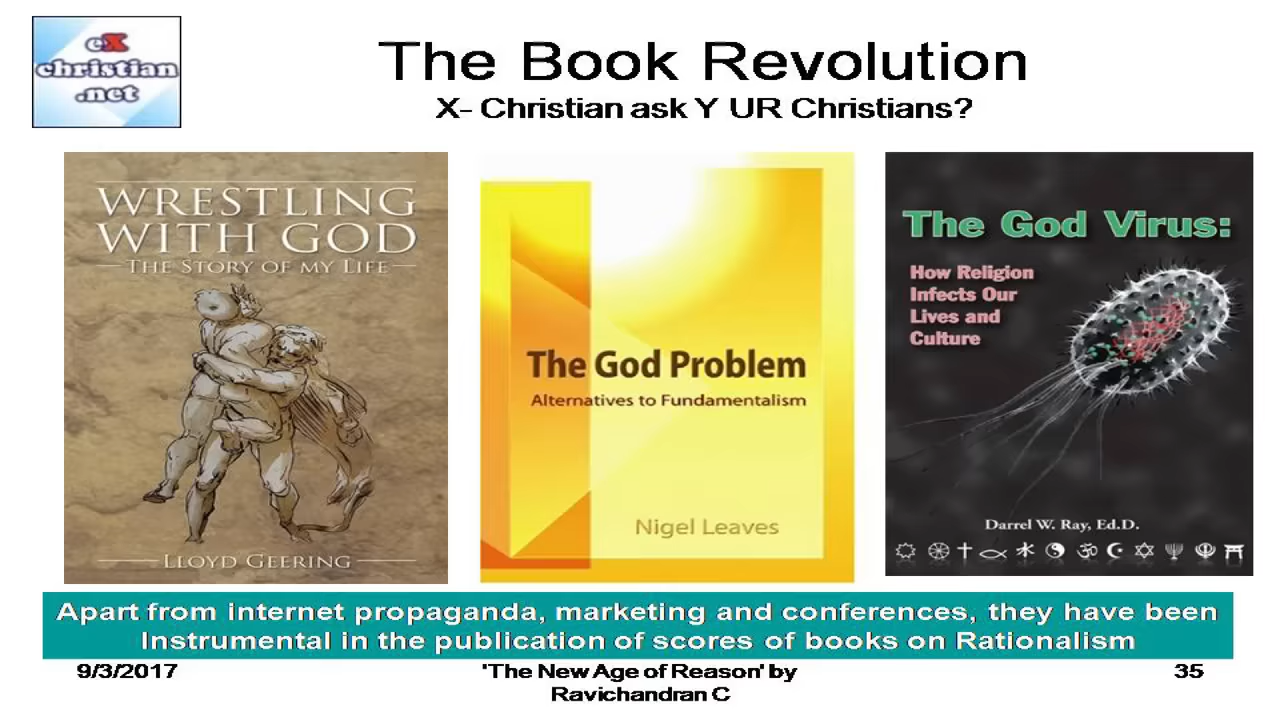 eX
christian
.net
The Book Revolution
X- Christian ask Y UR Christians?
WRESTLING
WITH GOD
THE STORY OF MY LIFE
LLOYD GEERING
The God Problem
Alternatives to Fundamentalism
Nigel Leaves
The God Virus:
How Religion
Infects Our
Lives and
Culture
Darrel W. Ray, Ed.D.
Apart from internet propaganda, marketing and conferences, they have been
Instrumental in the publication of scores of books on Rationalism
9/3/2017
'The New Age of Reason' by
Ravichandran C
35